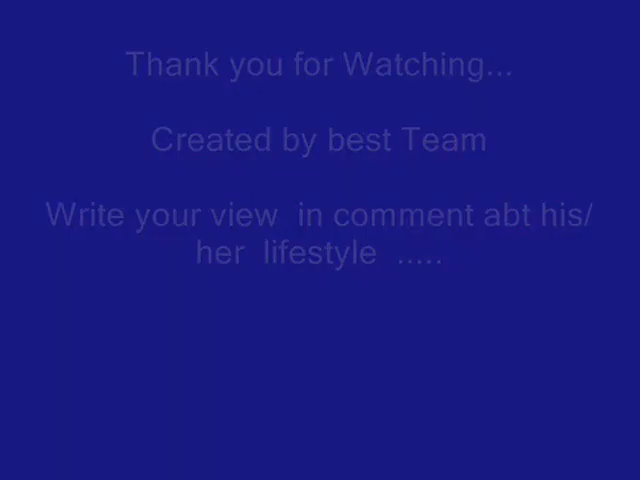 Thank you for Watching...
Created by best Team
Write your view  in comment abt his/
her  lifestyle  .....